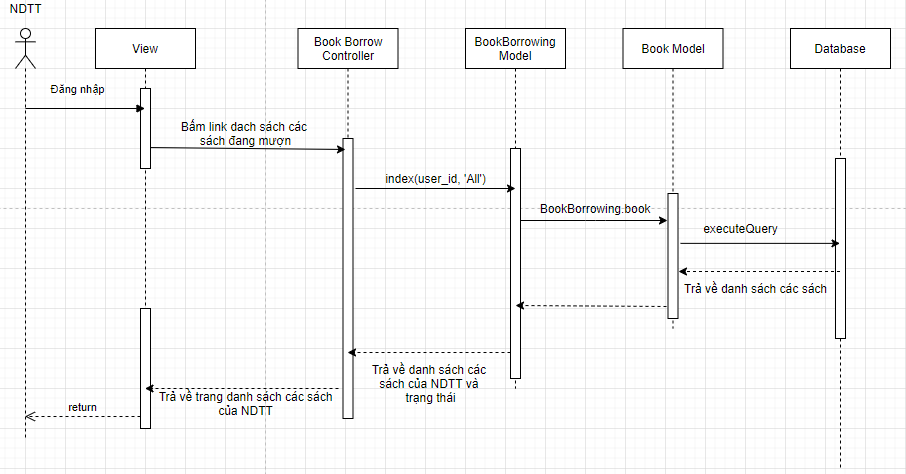 NDTT
View
Book Borrow
Controller
BookBorrowing
Model
Book Model
Database
Đăng nhập
Bấm link dach sách các
sách đang mượn
index(user_id, 'All')
BookBorrowing.book
executeQuery
Trả về danh sách các sách
Trả về danh sách các
sách của NDTT và
trạng thái
Trả về trang danh sách các sách
của NDTT
return